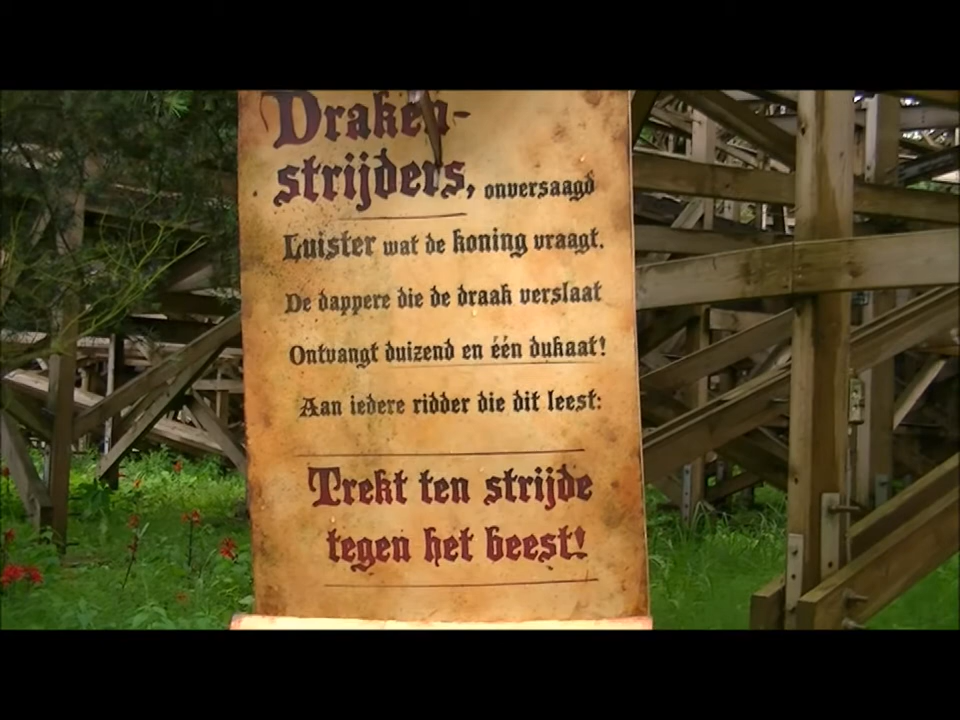 Draken-
strijders, onversaagd
Luister wat de koning vraagt.
De dappere die de draak verslaat
Ontvangt duizend en één dukaat!
Aan iedere ridder die dit leest:
Trekt ten strijde
tegen het beest!